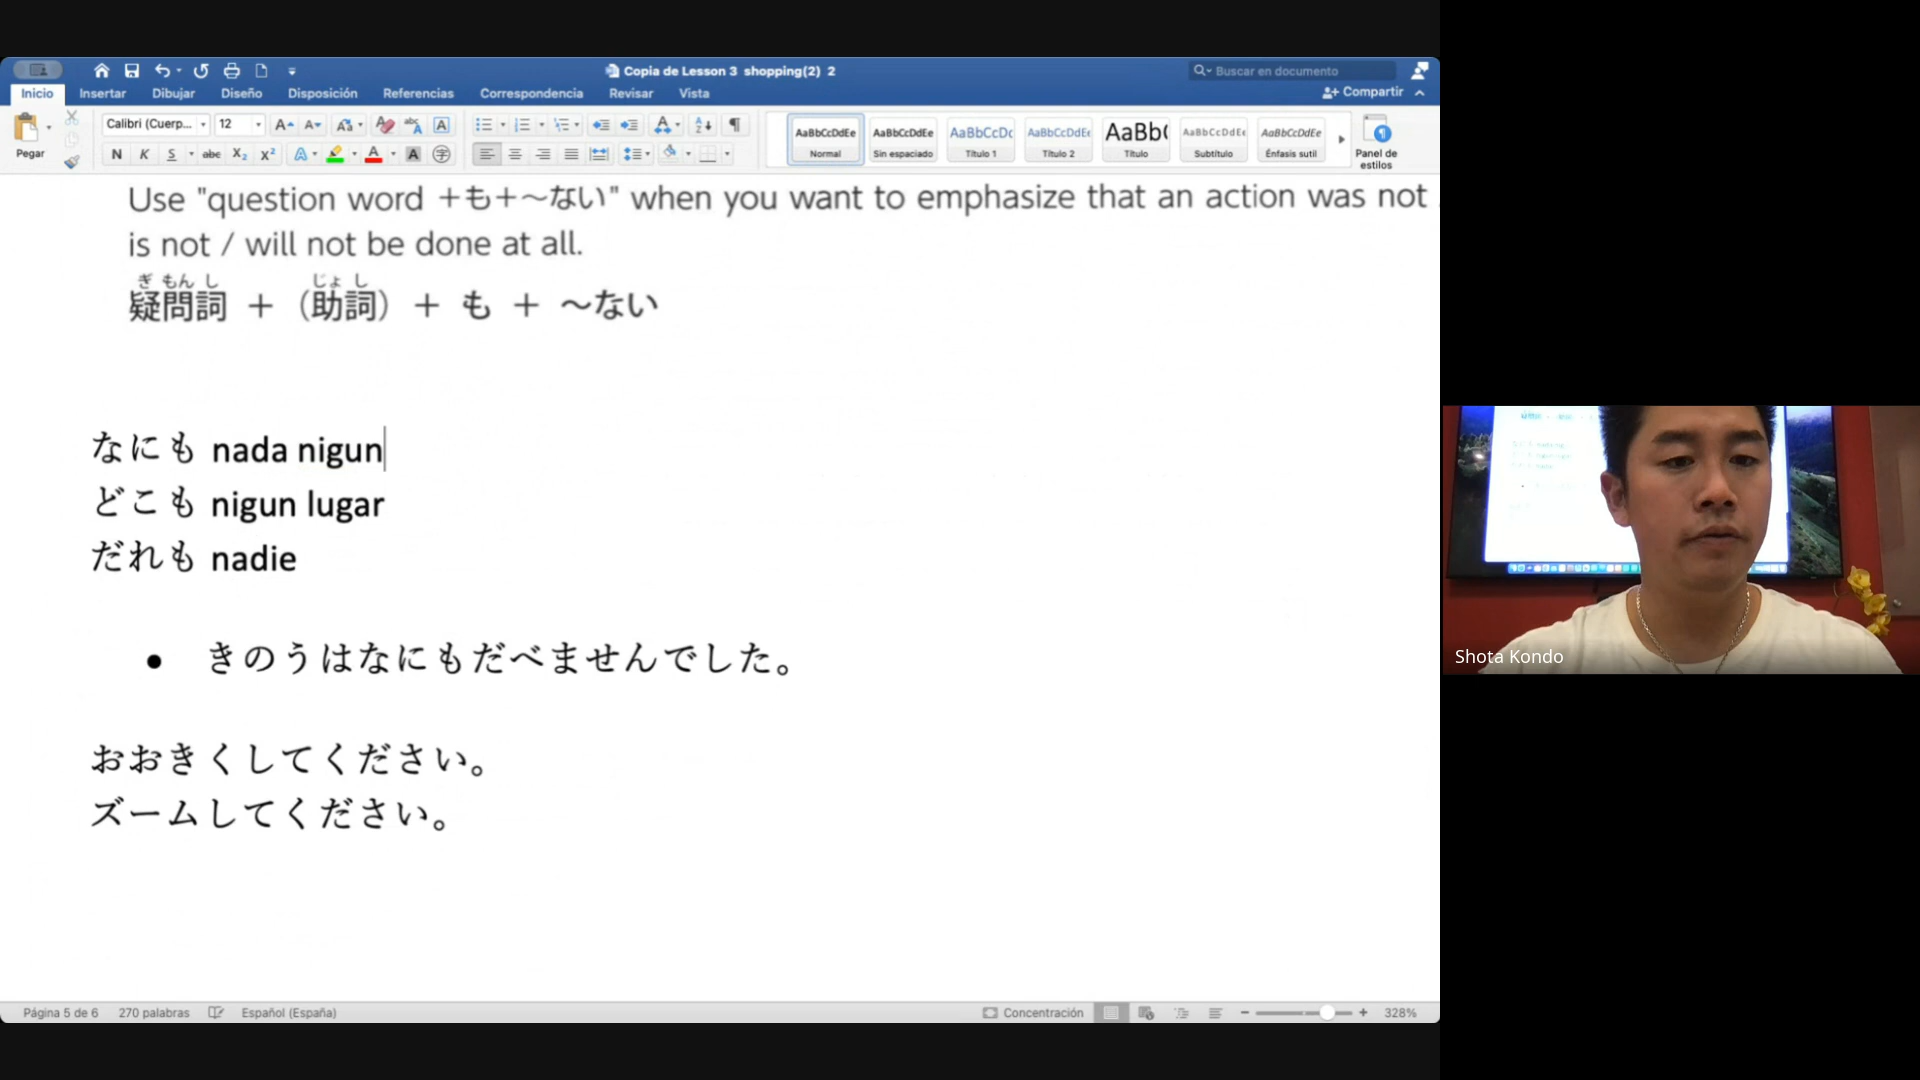 Copia de Lesson 3 shopping(2) 2
Buscar en documento
Inicio Insertar Dibujar Diseño Disposición Referencias Correspondencia Revisar Vista
Compartir
Pegar
Calibri (Cuerp... 12
AaBbCcDdEe AaBbCcDdEe AaBbCcDc AaBbCcDdEe AaBb( AaBbCcDdEe AaBbCcDdEe
Normal Sin espaciado Título 1 Título 2 Título Subtítulo Énfasis sutil
Panel de estilos
Use "question word +も+～ない" when you want to emphasize that an action was not
is not / will not be done at all.
ぎ もん し じょ し
疑問詞 + (助詞) + も + ～ない
なにも nada nigun
どこも nigun lugar
だれも nadie
• きのうはなにもだべませんでした。
おおきくしてください。
ズームしてください。
Shota Kondo
Página 5 de 6 270 palabras Español (España) Concentración 328%